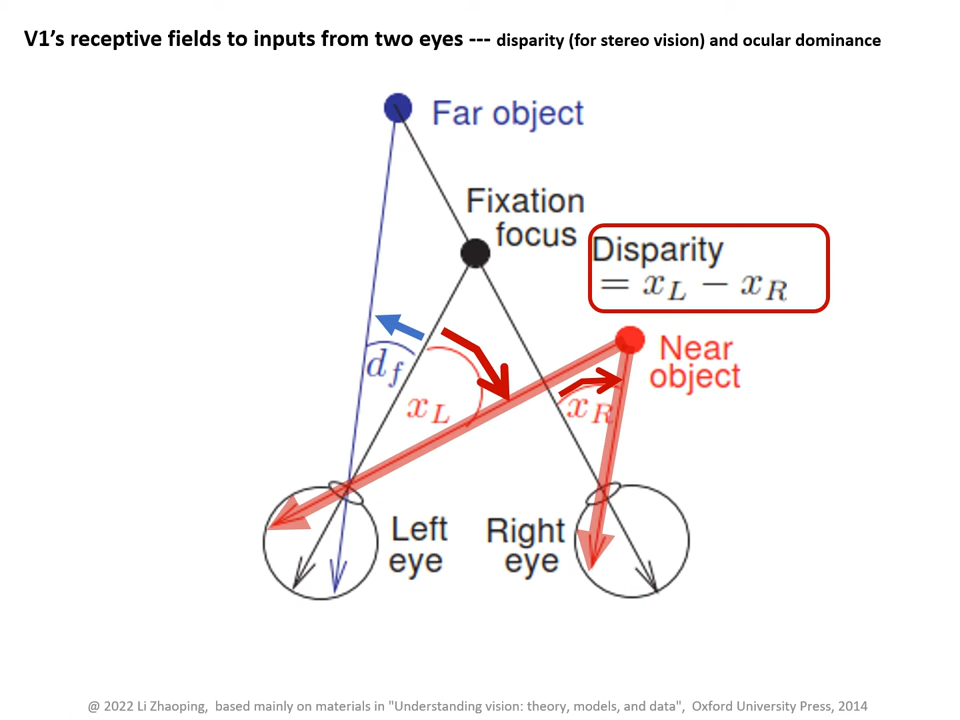 V1's receptive fields to inputs from two eyes --- disparity (for stereo vision) and ocular dominance
Far object
Fixation
focus
Disparity
= x_L − x_R
Near
object
d_f
x_L
x_R
Left
eye
Right
eye
@ 2022 Li Zhaoping, based mainly on materials in "Understanding vision: theory, models, and data", Oxford University Press, 2014